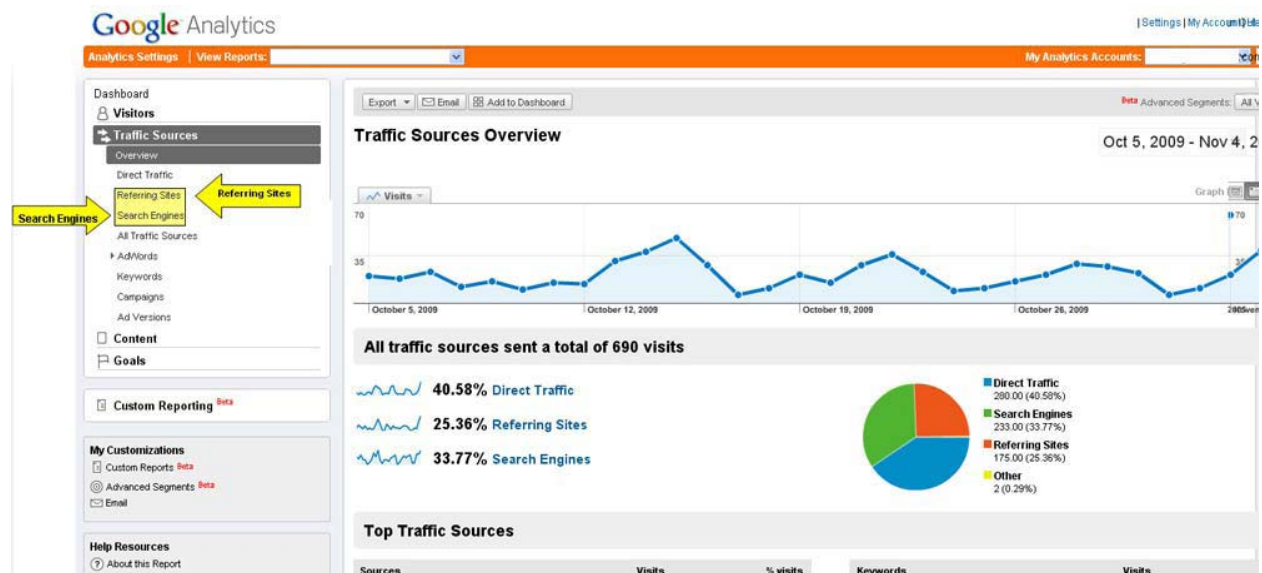 Google Analytics
Settings | My Account
Analytics Settings | View Reports:
My Analytics Accounts:
Dashboard
Visitors
Traffic Sources
Overview
Direct Traffic
Referring Sites
Referring Sites
Search Engines
Search Engines
All Traffic Sources
AdWords
Keywords
Campaigns
Ad Versions
Content
Goals
Custom Reporting Beta
My Customizations
Custom Reports Beta
Advanced Segments Beta
Email
Help Resources
About this Report
Export Email Add to Dashboard
Beta Advanced Segments: All V
Traffic Sources Overview
Oct 5, 2009 - Nov 4, 2
Visits
Graph
70 70
35 35
October 5, 2009 October 12, 2009 October 19, 2009 October 26, 2009
All traffic sources sent a total of 690 visits
40.58% Direct Traffic
25.36% Referring Sites
33.77% Search Engines
Direct Traffic
280.00 (40.58%)
Search Engines
233.00 (33.77%)
Referring Sites
175.00 (25.36%)
Other
2 (0.29%)
Top Traffic Sources
Sources Visits % visits
Keywords Visits